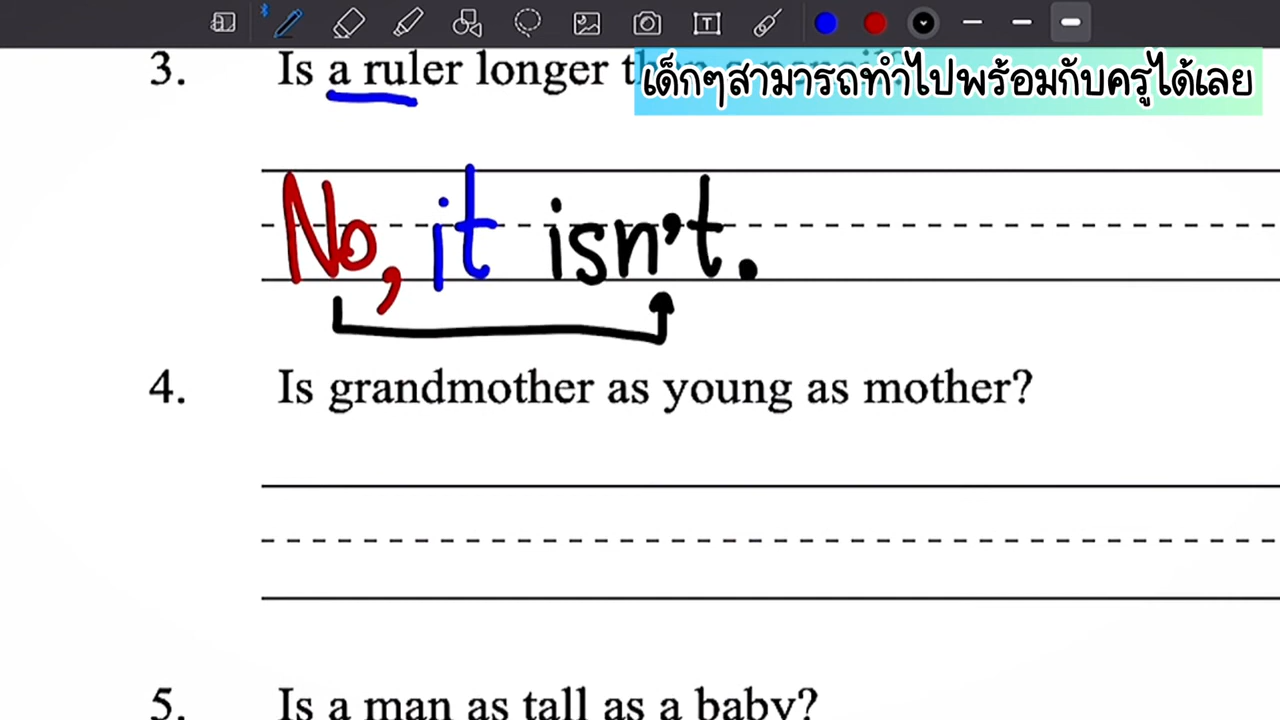 3. Is a ruler longer
เด็กๆสามารถทำไปพร้อมกับครูได้เลย
No, it isn't.
4. Is grandmother as young as mother?
5. Is a man as tall as a baby?